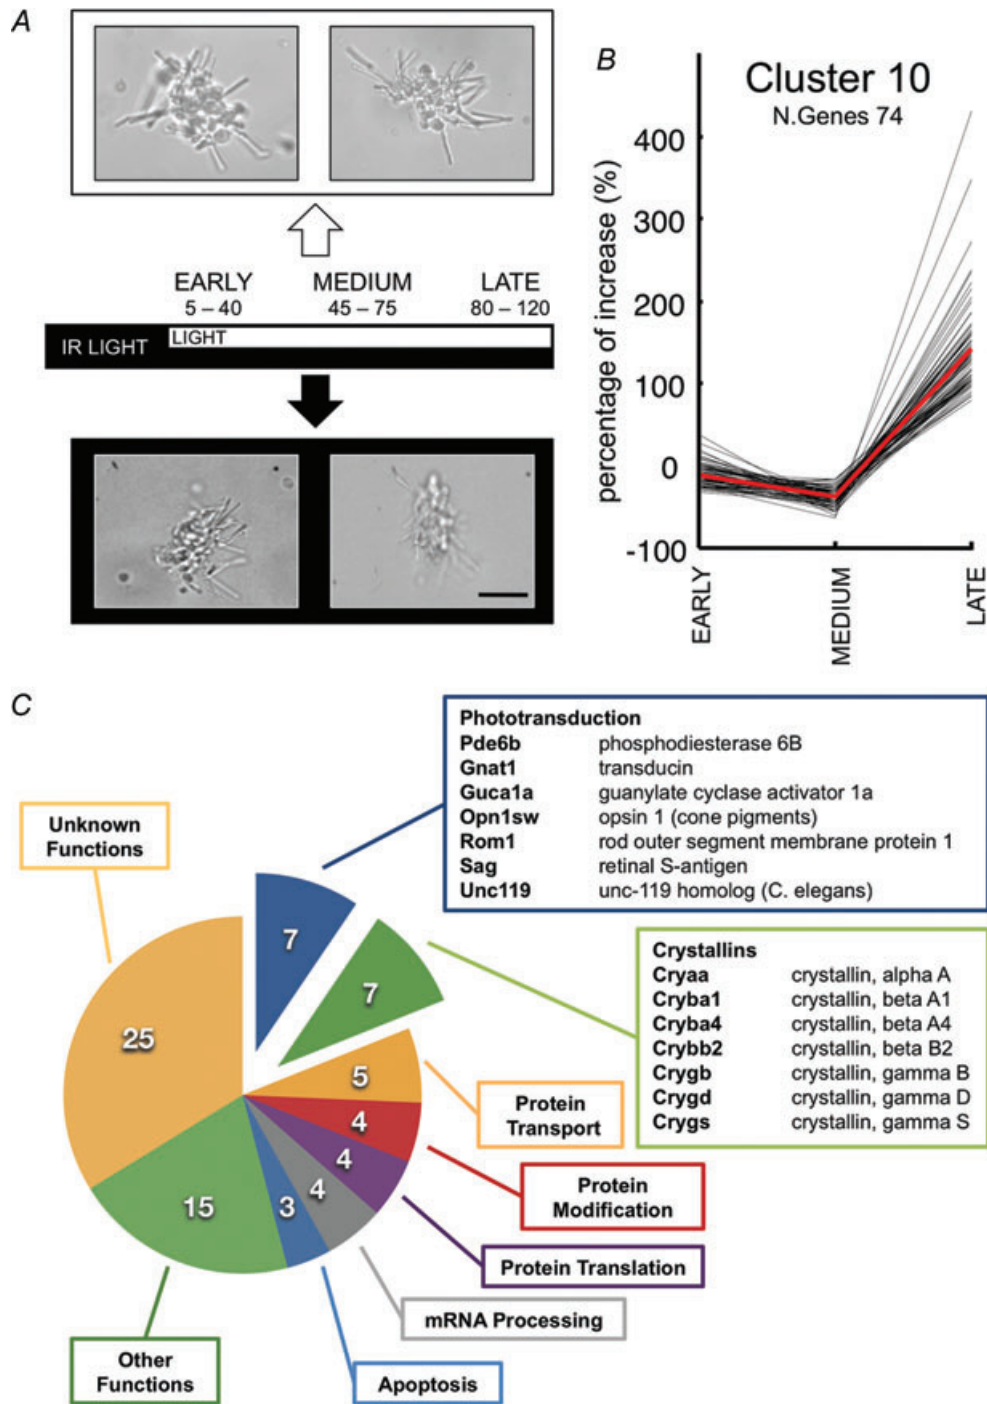 A
EARLY
5 – 40
MEDIUM
45 – 75
LATE
80 – 120
IR LIGHT
LIGHT
B
Cluster 10
N.Genes 74
percentage of increase (%)
400
300
200
100
0
-100
EARLY
MEDIUM
LATE
C
Phototransduction
Pde6b phosphodiesterase 6B
Gnat1 transducin
Guca1a guanylate cyclase activator 1a
Opn1sw opsin 1 (cone pigments)
Rom1 rod outer segment membrane protein 1
Sag retinal S-antigen
Unc119 unc-119 homolog (C. elegans)
Crystallins
Cryaa crystallin, alpha A
Cryba1 crystallin, beta A1
Cryba4 crystallin, beta A4
Crybb2 crystallin, beta B2
Crygb crystallin, gamma B
Crygd crystallin, gamma D
Crygs crystallin, gamma S
Unknown
Functions
7
7
25
5
4
4
4
3
15
Protein
Transport
Protein
Modification
Protein Translation
mRNA Processing
Apoptosis
Other
Functions